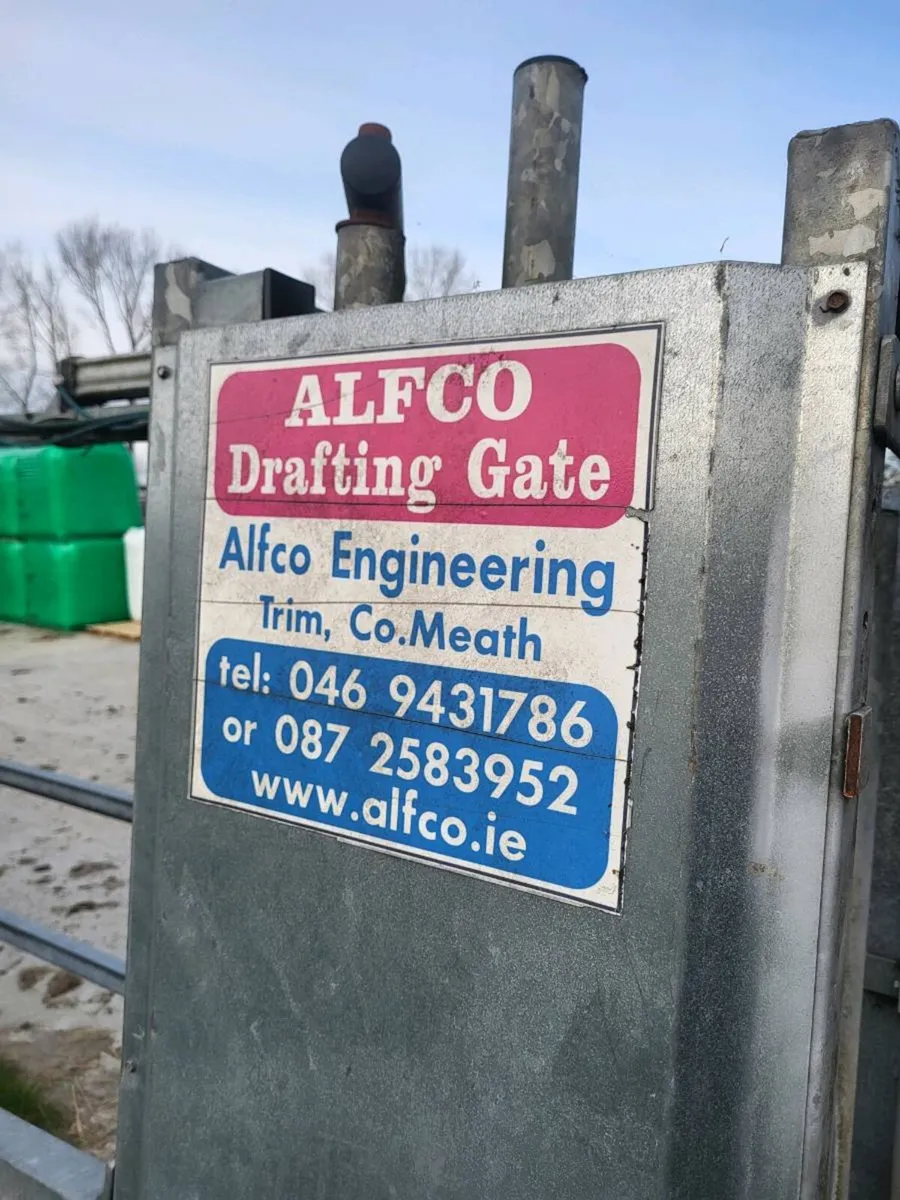 ALFCO
Drafting Gate
Alfco Engineering
Trim, Co.Meath
tel: 046 9431786
or 087 2583952
www.alfco.ie